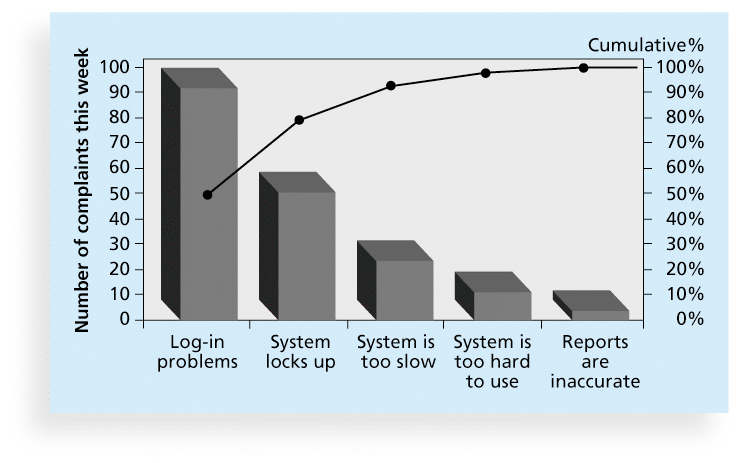 Cumulative%
Number of complaints this week
100
90
80
70
60
50
40
30
20
10
0
100%
90%
80%
70%
60%
50%
40%
30%
20%
10%
0%
Log-in
problems
System
locks up
System is
too slow
System is
too hard
to use
Reports
are
inaccurate